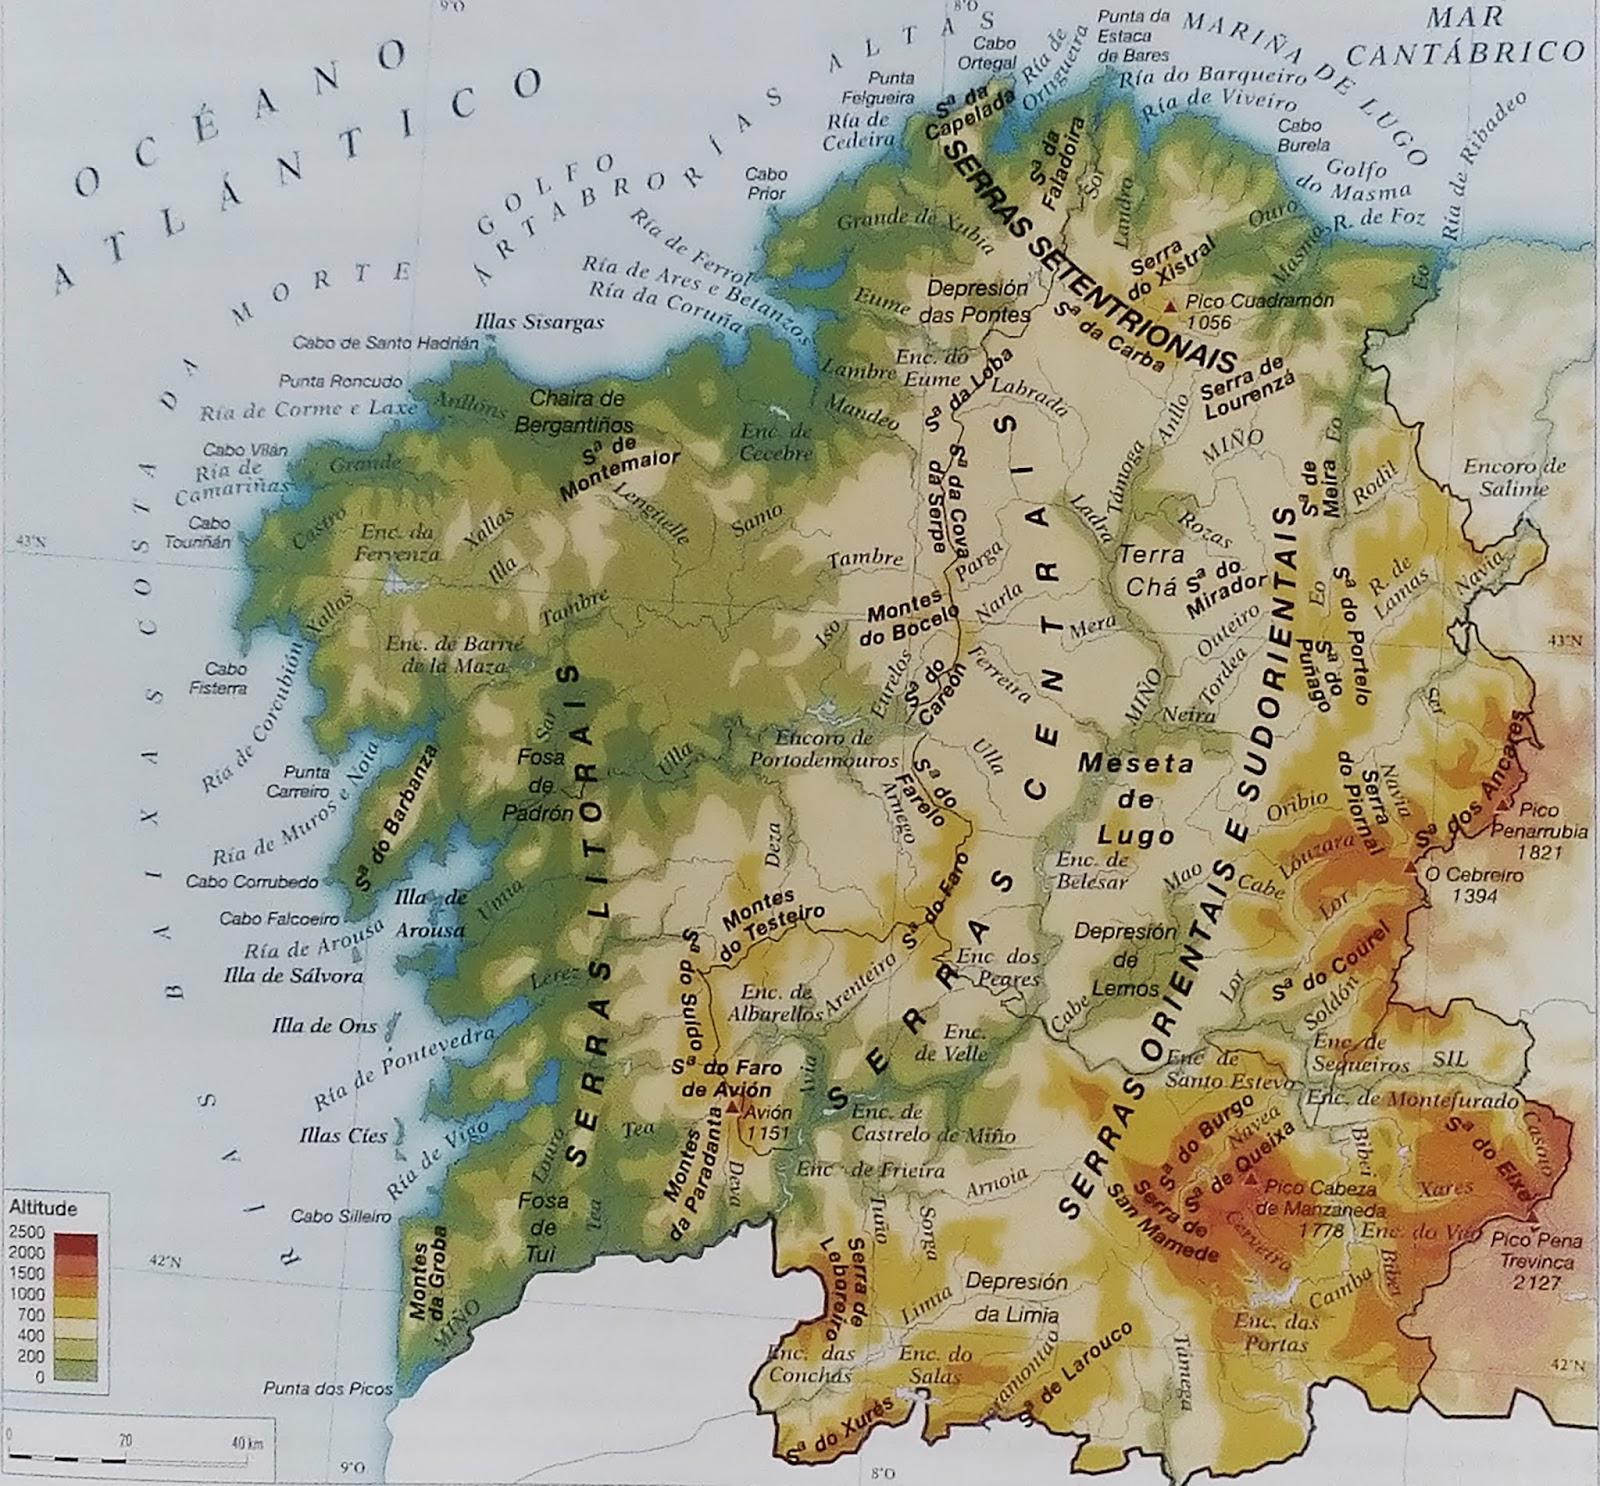 9°O
8°O
OCÉANO
ATLÁNTICO
MAR
CANTÁBRICO
RÍAS ALTAS
MARIÑA DE LUGO
GOLFO
ÁRTABRO
COSTA DA MORTE
RIAS BAIXAS
Cabo
Ortegal
Ría de
Ortigueira
Punta da
Estaca
de Bares
Ría do Barqueiro
Ría de Viveiro
Cabo
Burela
Golfo
do Masma
R. de Foz
Ría de Ribadeo
Punta
Felgueira
Ría de
Cedeira
Cabo
Prior
Ría de Ferrol
Ría de Ares e Betanzos
Ría da Coruña
Illas Sisargas
Cabo de Santo Hadrián
Punta Roncudo
Ría de Corme e Laxe
Cabo Vilán
Ría de
Camariñas
Cabo
Touriñán
43°N
Sª da
Capelada
SERRAS SETENTRIONAIS
Sª da
Faladoira
Sor
Landro
Ouro
Masma
Eo
Grande de Xubia
Serra
do Xistral
Pico Cuadramón
1056
Eume
Depresión
das Pontes
Sª da Carba
Enc. do
Eume
Sª da Loba
Labrada
Serra de
Lourenzá
Lambre
Mandeo
Anllo
Anllóns
Chaira de
Bergantiños
Sª de
Montemaior
Enc. de
Cecebre
Grande
MIÑO
Eo
Encoro de
Salime
Sª da Cova
da Serpe
Sª de
Meira
Rodil
Támoga
Ladra
Castro
Enc. da
Fervenza
Xallas
Lengüelle
Samo
Rozas
Tambre
Parga
Terra
Chá
Sª do
Mirador
Illa
Xallas
Tambre
Montes
do Bocelo
Narla
Mera
Outeiro
Eo
Sª do Portelo
R. de
Lamas
Navia
43°N
Iso
Enc. de Barrié
de la Maza
Cabo
Fisterra
Eurelos
Sª do
Careón
Ferreira
Tordea
Sª do
Punago
Ser
MIÑO
Neira
Ría de Corcubión
Sar
Ulla
Encoro de
Portodemouros
Ulla
Meseta
de
Lugo
Punta
Carreiro
Ría de Muros e Noia
Sª do Barbanza
Fosa
de
Padrón
Sª do
Farelo
Arnego
Oribio
Serra
do Piornal
Navia
Sª dos Ancares
Pico
Penarrubia
1821
Deza
Enc. de
Belesar
Mao
Cabe
Louzara
O Cebreiro
1394
Cabo Corrubedo
Illa de
Arousa
Umia
Cabo Falcoeiro
Ría de Arousa
Illa de Sálvora
SERRAS LITORAIS
Montes
do Testeiro
Sª do Faro
Lor
Depresión
de
Lemos
Sª do Suído
Lerez
Enc. dos
Peares
Lor
Sª do Courel
Soldón
Enc. de
Albarellos
Arenteiro
Cabe
Illa de Ons
Ría de Pontevedra
Enc.
de Velle
SERRAS CENTRAIS
SERRAS ORIENTAIS E SUDORIENTAIS
Enc. de
Sequeiros
SIL
Sª do Faro
de Avión
Avia
Enc. de
Santo Estevo
Avión
1151
Enc. de
Castrelo de Miño
Enc. de Montefurado
Illas Cíes
Ría de Vigo
Louro
Tea
Sª do Burgo
Navea
Sª de Queixa
Bibei
Sª do Eixe
Casoio
Montes
da Paradanta
Deva
Enc. de Frieira
Arnoia
Pico Cabeza
de Manzaneda
1778
Xares
Cabo Silleiro
Fosa
de
Tui
Tea
Tuño
Sorga
Serra de
San Mamede
Cerveira
Pico Pena
Trevinca
2127
Montes
da Groba
Serra de
Leboreiro
Depresión
da Limia
Limia
Bibei
Camba
Enc. das
Portas
MIÑO
Enc. das
Conchas
Enc. do
Salas
Sª de Larouco
Támega
42°N
42°N
Punta dos Picos
Sª do Xurés
Altitude
2500
2000
1500
1000
700
400
200
0
0 20 40 km
9°O
8°O